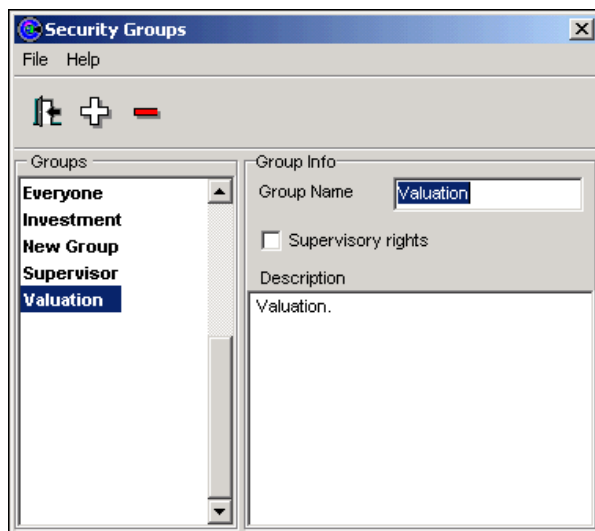 Security Groups
File Help
Groups
Everyone
Investment
New Group
Supervisor
Valuation
Group Info
Group Name Valuation
Supervisory rights
Description
Valuation.